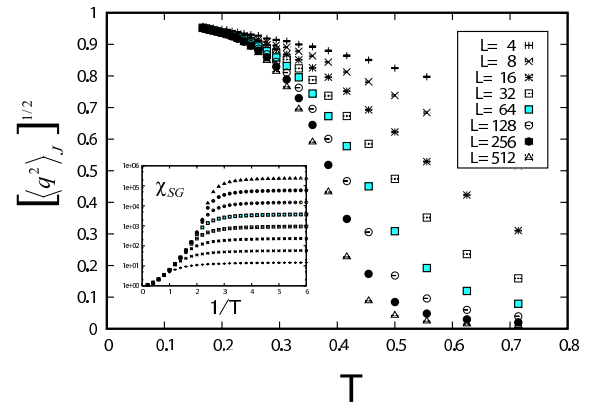 1
0.9
0.8
0.7
0.6
0.5
0.4
0.3
0.2
0.1
0
[⟨q²⟩_J]^{1/2}
L= 4
L= 8
L= 16
L= 32
L= 64
L= 128
L= 256
L= 512
χ_SG
1e+06
1e+05
1e+04
1e+03
1e+02
1e+01
1e+00
0 1 2 3 4 5 6
1/T
0 0.1 0.2 0.3 0.4 0.5 0.6 0.7 0.8
T